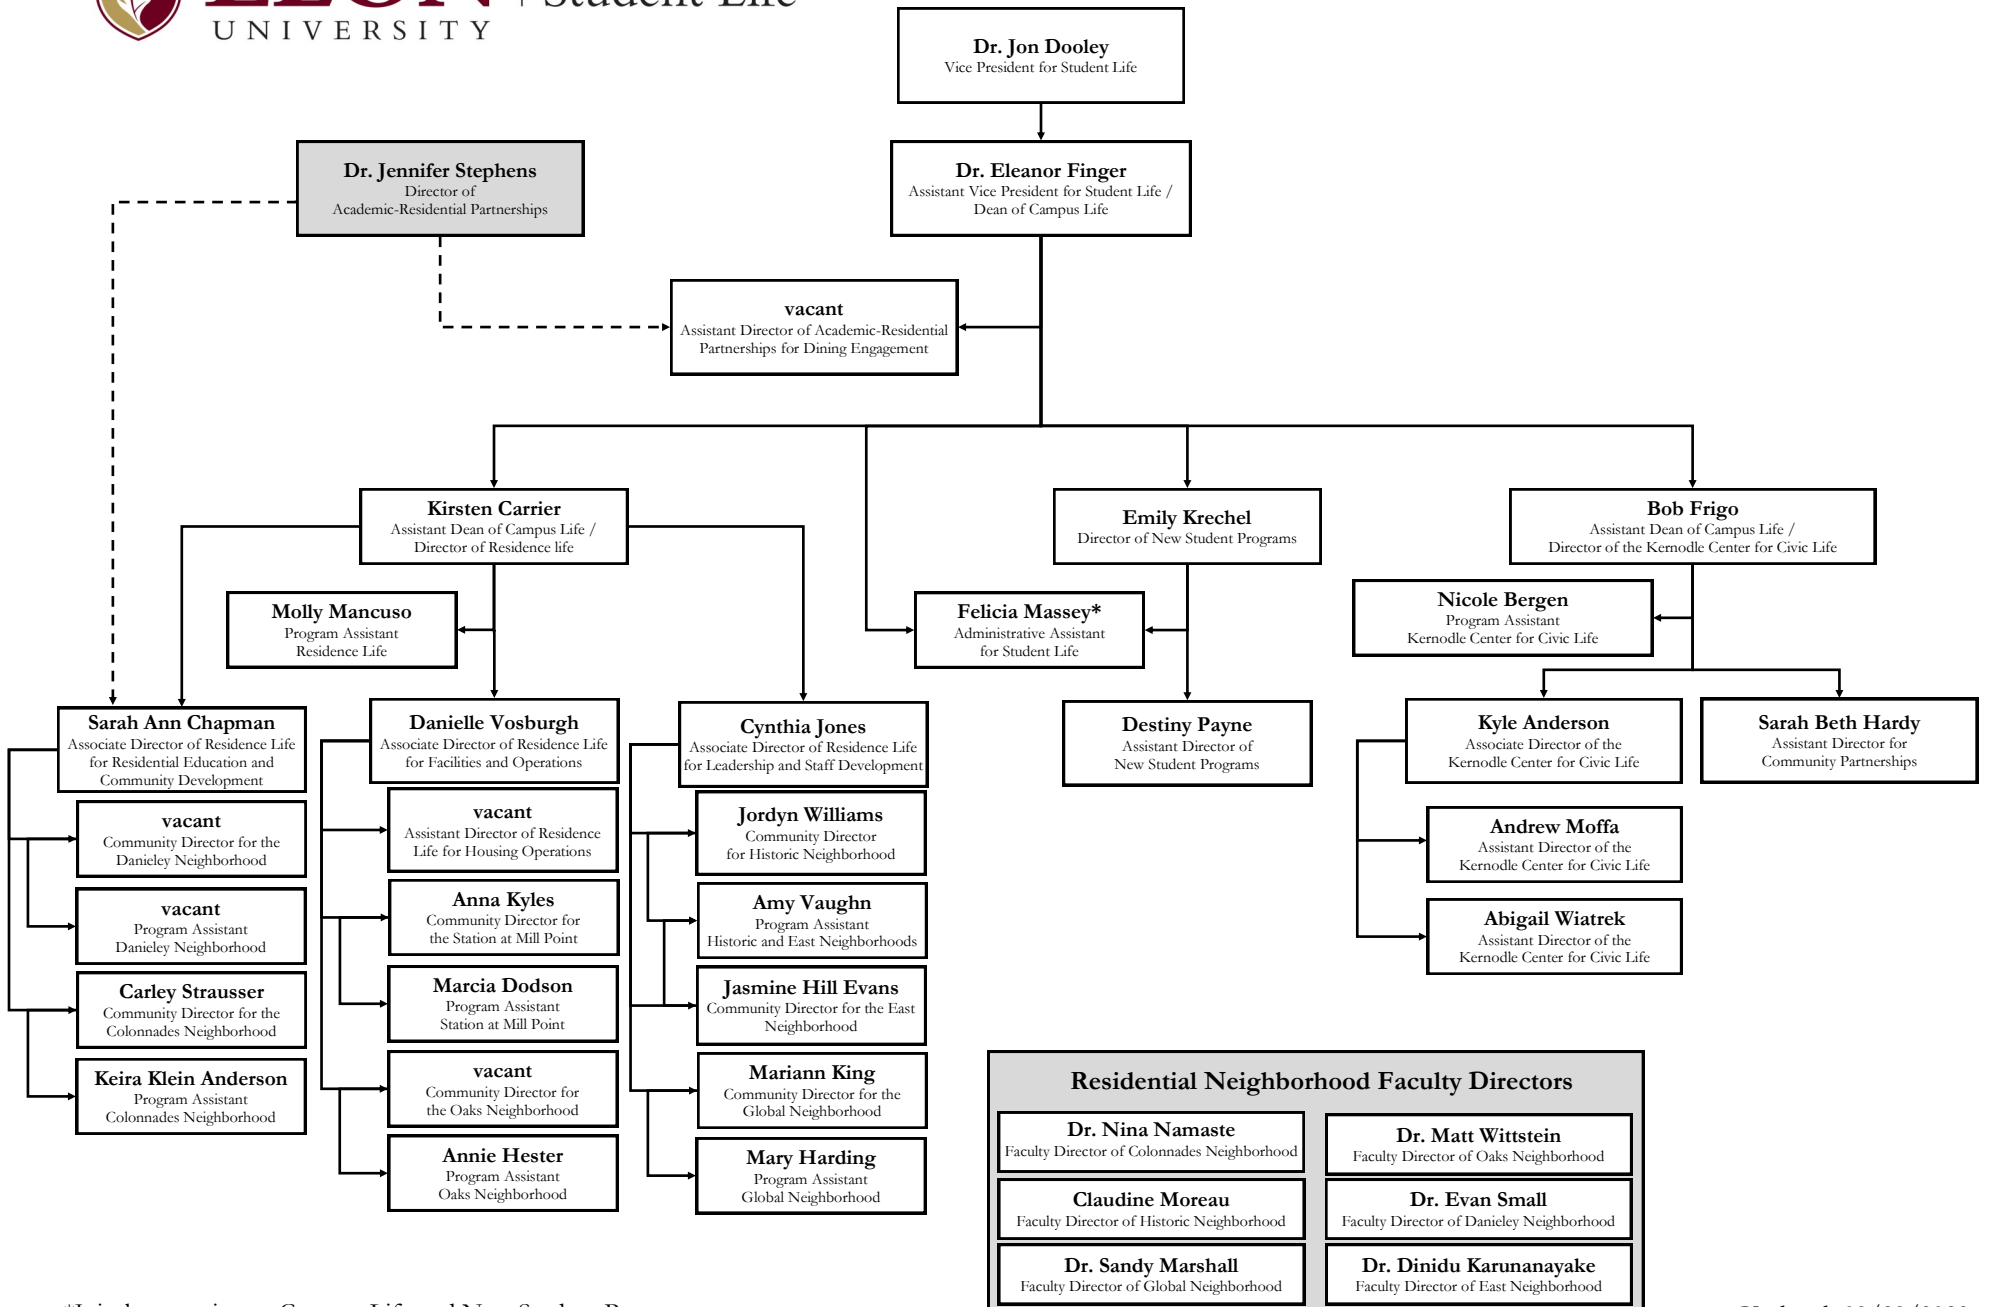 UNIVERSITY
Dr. Jon Dooley
Vice President for Student Life
Dr. Jennifer Stephens
Director of
Academic-Residential Partnerships
Dr. Eleanor Finger
Assistant Vice President for Student Life /
Dean of Campus Life
vacant
Assistant Director of Academic-Residential
Partnerships for Dining Engagement
Kirsten Carrier
Assistant Dean of Campus Life /
Director of Residence life
Emily Krechel
Director of New Student Programs
Bob Frigo
Assistant Dean of Campus Life /
Director of the Kernodle Center for Civic Life
Molly Mancuso
Program Assistant
Residence Life
Felicia Massey*
Administrative Assistant
for Student Life
Nicole Bergen
Program Assistant
Kernodle Center for Civic Life
Sarah Ann Chapman
Associate Director of Residence Life
for Residential Education and
Community Development
vacant
Community Director for the
Danieley Neighborhood
vacant
Program Assistant
Danieley Neighborhood
Carley Strausser
Community Director for the
Colonnades Neighborhood
Keira Klein Anderson
Program Assistant
Colonnades Neighborhood
Danielle Vosburgh
Associate Director of Residence Life
for Facilities and Operations
vacant
Assistant Director of Residence
Life for Housing Operations
Anna Kyles
Community Director for
the Station at Mill Point
Marcia Dodson
Program Assistant
Station at Mill Point
vacant
Community Director for
the Oaks Neighborhood
Annie Hester
Program Assistant
Oaks Neighborhood
Cynthia Jones
Associate Director of Residence Life
for Leadership and Staff Development
Jordyn Williams
Community Director
for Historic Neighborhood
Amy Vaughn
Program Assistant
Historic and East Neighborhoods
Jasmine Hill Evans
Community Director for the East
Neighborhood
Mariann King
Community Director for the
Global Neighborhood
Mary Harding
Program Assistant
Global Neighborhood
Destiny Payne
Assistant Director of
New Student Programs
Kyle Anderson
Associate Director of the
Kernodle Center for Civic Life
Sarah Beth Hardy
Assistant Director for
Community Partnerships
Andrew Moffa
Assistant Director of the
Kernodle Center for Civic Life
Abigail Wiatrek
Assistant Director of the
Kernodle Center for Civic Life
Residential Neighborhood Faculty Directors
Dr. Nina Namaste
Faculty Director of Colonnades Neighborhood
Dr. Matt Wittstein
Faculty Director of Oaks Neighborhood
Claudine Moreau
Faculty Director of Historic Neighborhood
Dr. Evan Small
Faculty Director of Danieley Neighborhood
Dr. Sandy Marshall
Faculty Director of Global Neighborhood
Dr. Dinidu Karunanayake
Faculty Director of East Neighborhood